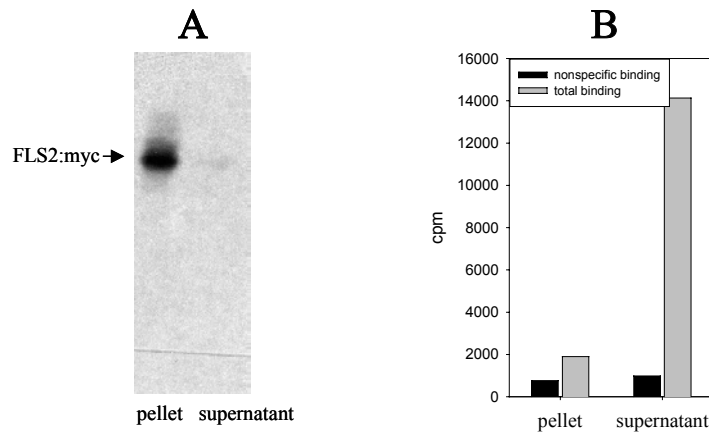 A
FLS2:myc
pellet supernatant
B
16000
14000
12000
10000
8000
6000
4000
2000
0
cpm
nonspecific binding
total binding
pellet supernatant